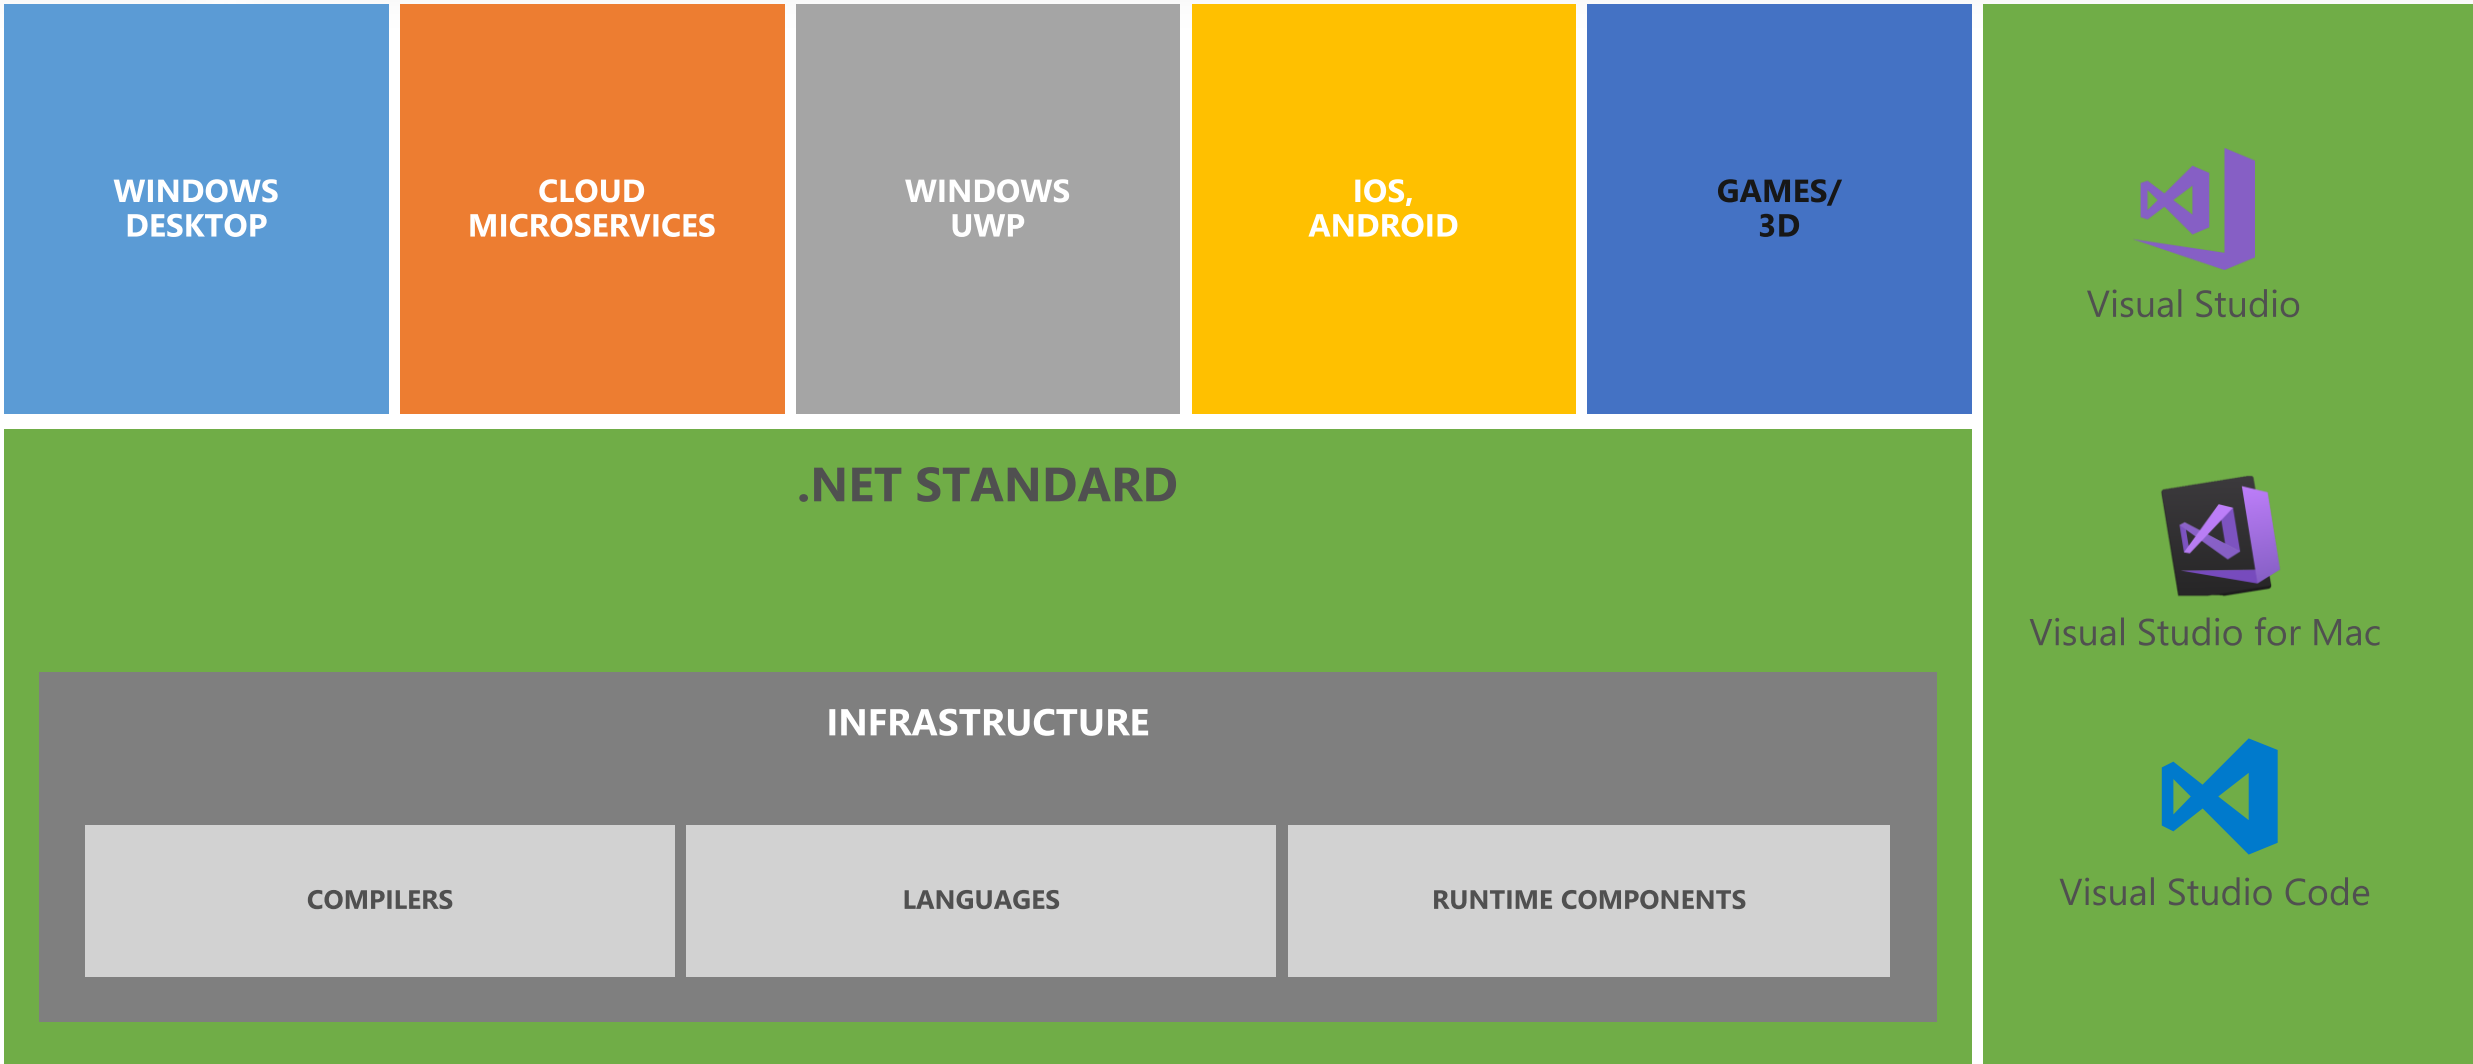 WINDOWS
DESKTOP
CLOUD
MICROSERVICES
WINDOWS
UWP
IOS,
ANDROID
GAMES/
3D
.NET STANDARD
INFRASTRUCTURE
COMPILERS
LANGUAGES
RUNTIME COMPONENTS
Visual Studio
Visual Studio for Mac
Visual Studio Code